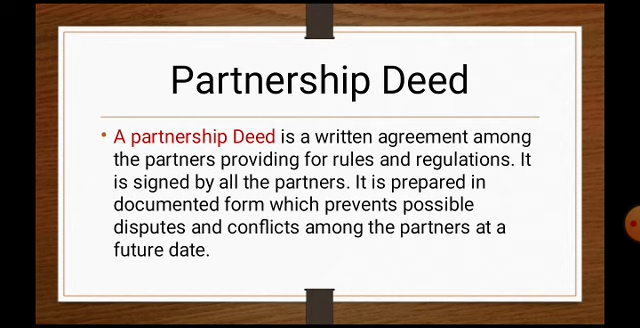 Partnership Deed
• A partnership Deed is a written agreement among
the partners providing for rules and regulations. It
is signed by all the partners. It is prepared in
documented form which prevents possible
disputes and conflicts among the partners at a
future date.